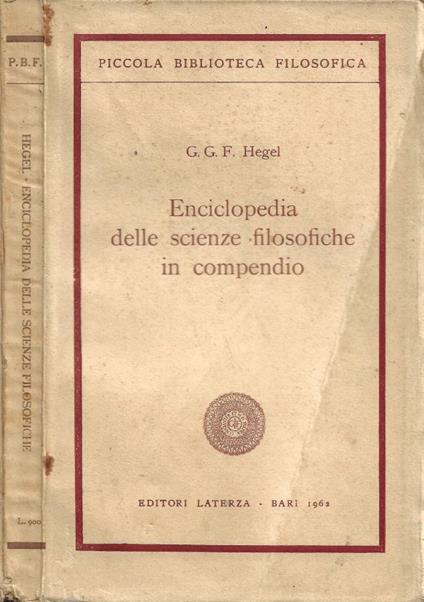 P. B. F.
HEGEL - ENCICLOPEDIA DELLE SCIENZE FILOSOFICHE
L. 900
PICCOLA BIBLIOTECA FILOSOFICA
G. G. F. Hegel
Enciclopedia
delle scienze filosofiche
in compendio
EDITORI LATERZA - BARI 1962